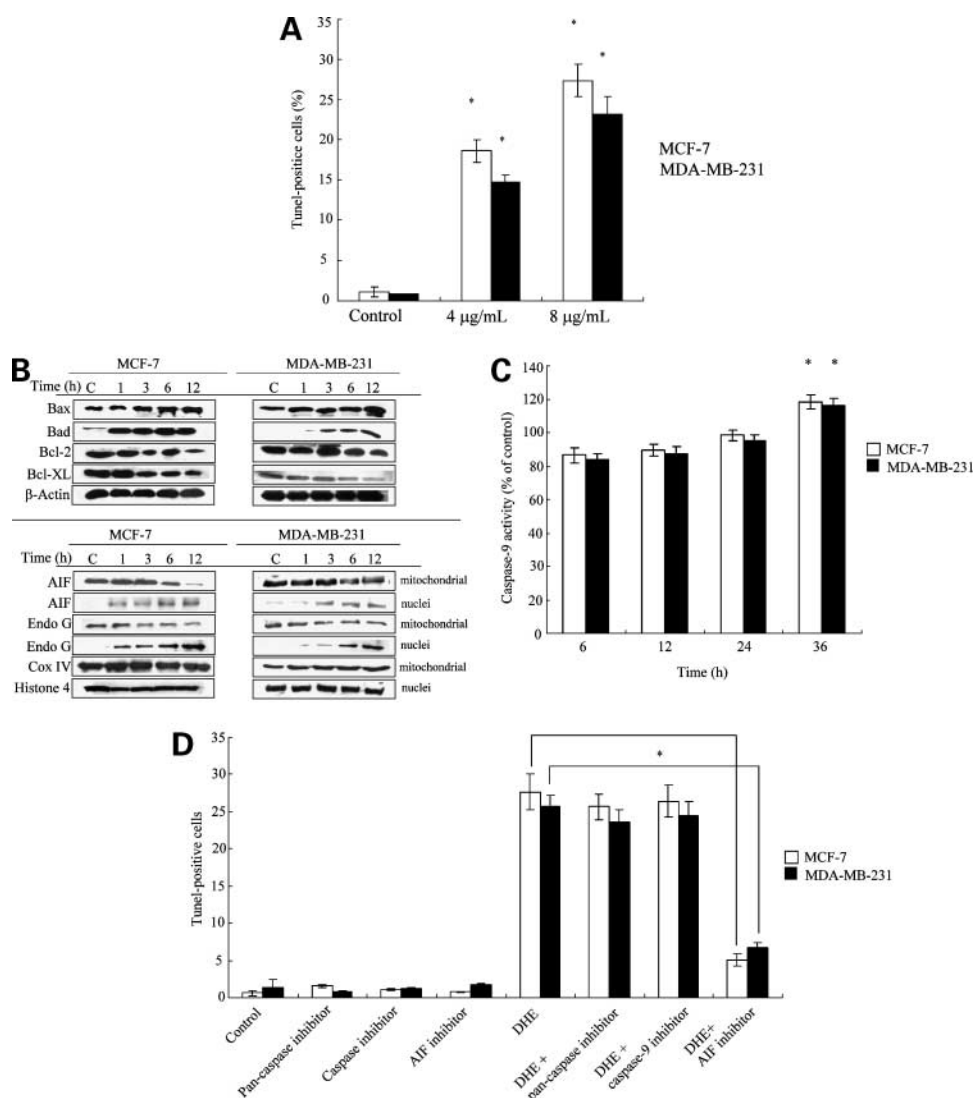 A
35
30
25
20
15
10
5
0
Tunel-positice cells (%)
* * * *
Control 4 μg/mL 8 μg/mL
MCF-7
MDA-MB-231
B
MCF-7 MDA-MB-231
Time (h) C 1 3 6 12 C 1 3 6 12
Bax
Bad
Bcl-2
Bcl-XL
β-Actin
MCF-7 MDA-MB-231
Time (h) C 1 3 6 12 C 1 3 6 12
AIF mitochondrial
AIF nuclei
Endo G mitochondrial
Endo G nuclei
Cox IV mitochondrial
Histone 4 nuclei
C
140
120
100
80
60
40
20
0
Caspase-9 activity (% of control)
* *
6 12 24 36
Time (h)
MCF-7
MDA-MB-231
D
35
30
25
20
15
10
5
0
Tunel-positive cells
*
Control
Pan-caspase inhibitor
Caspase inhibitor
AIF inhibitor
DHE
DHE +
pan-caspase inhibitor
DHE +
caspase-9 inhibitor
DHE+
AIF inhibitor
MCF-7
MDA-MB-231